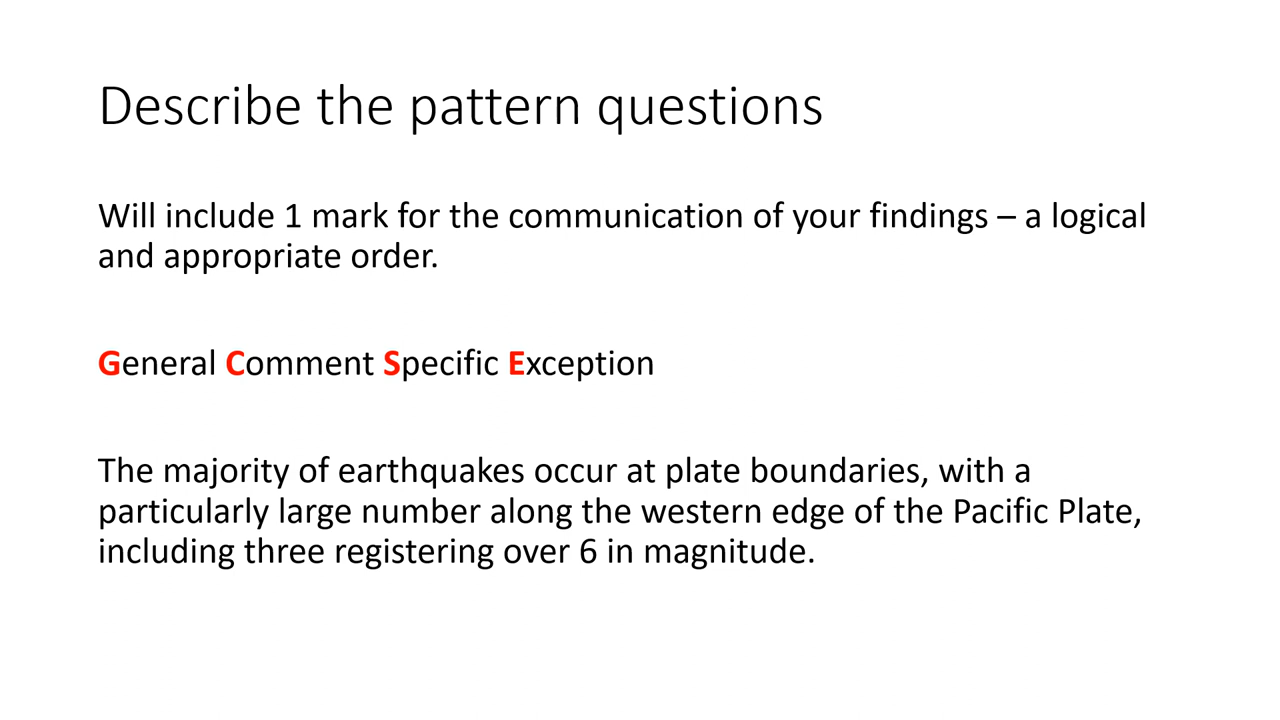 Describe the pattern questions
Will include 1 mark for the communication of your findings – a logical
and appropriate order.
General Comment Specific Exception
The majority of earthquakes occur at plate boundaries, with a
particularly large number along the western edge of the Pacific Plate,
including three registering over 6 in magnitude.